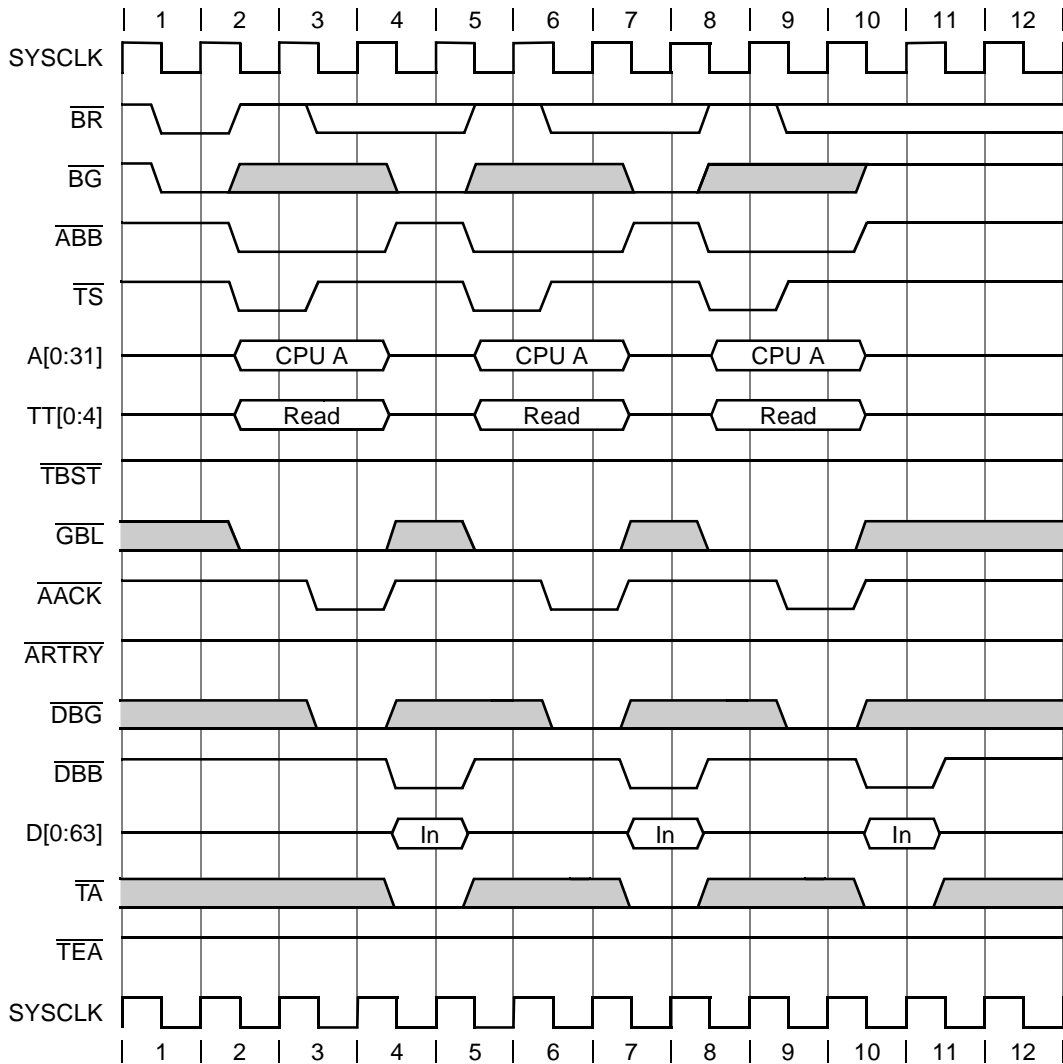 1 2 3 4 5 6 7 8 9 10 11 12
SYSCLK
BR
BG
ABB
TS
A[0:31] CPU A CPU A CPU A
TT[0:4] Read Read Read
TBST
GBL
AACK
ARTRY
DBG
DBB
D[0:63] In In In
TA
TEA
SYSCLK
1 2 3 4 5 6 7 8 9 10 11 12